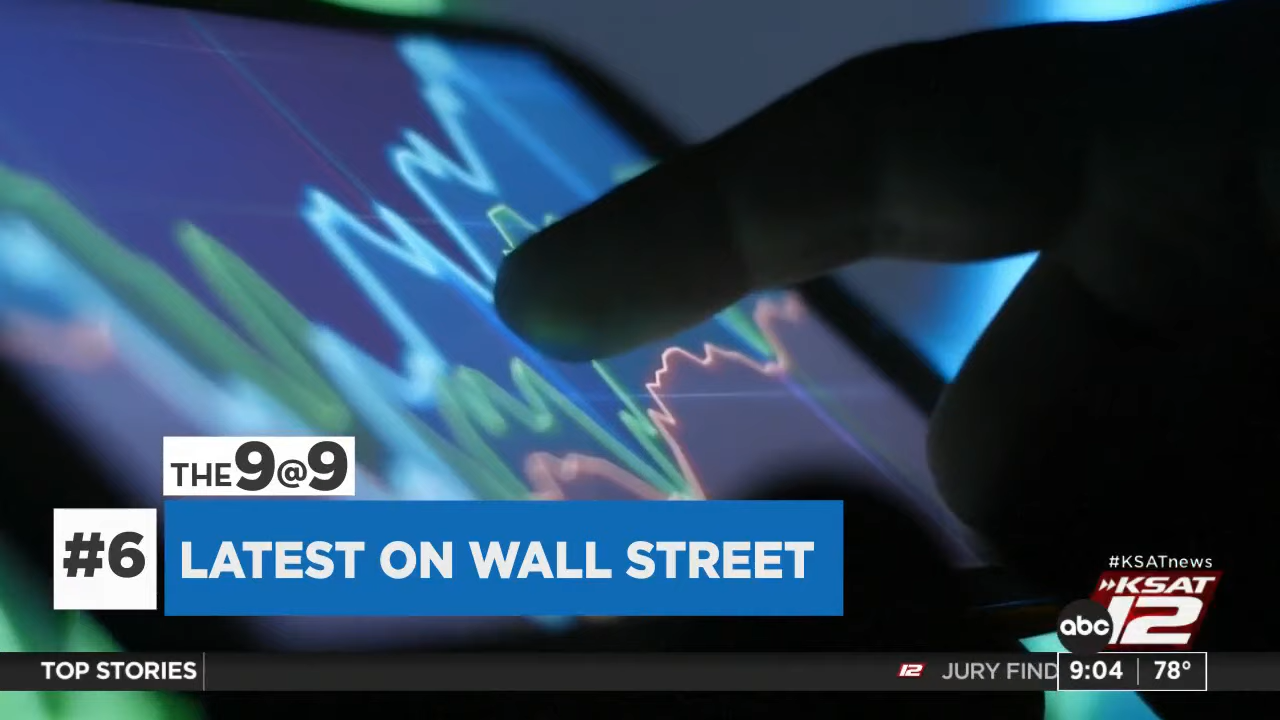 THE 9@9
#6
LATEST ON WALL STREET
#KSATnews
KSAT
abc 12
TOP STORIES
12 JURY FIND
9:04 78°